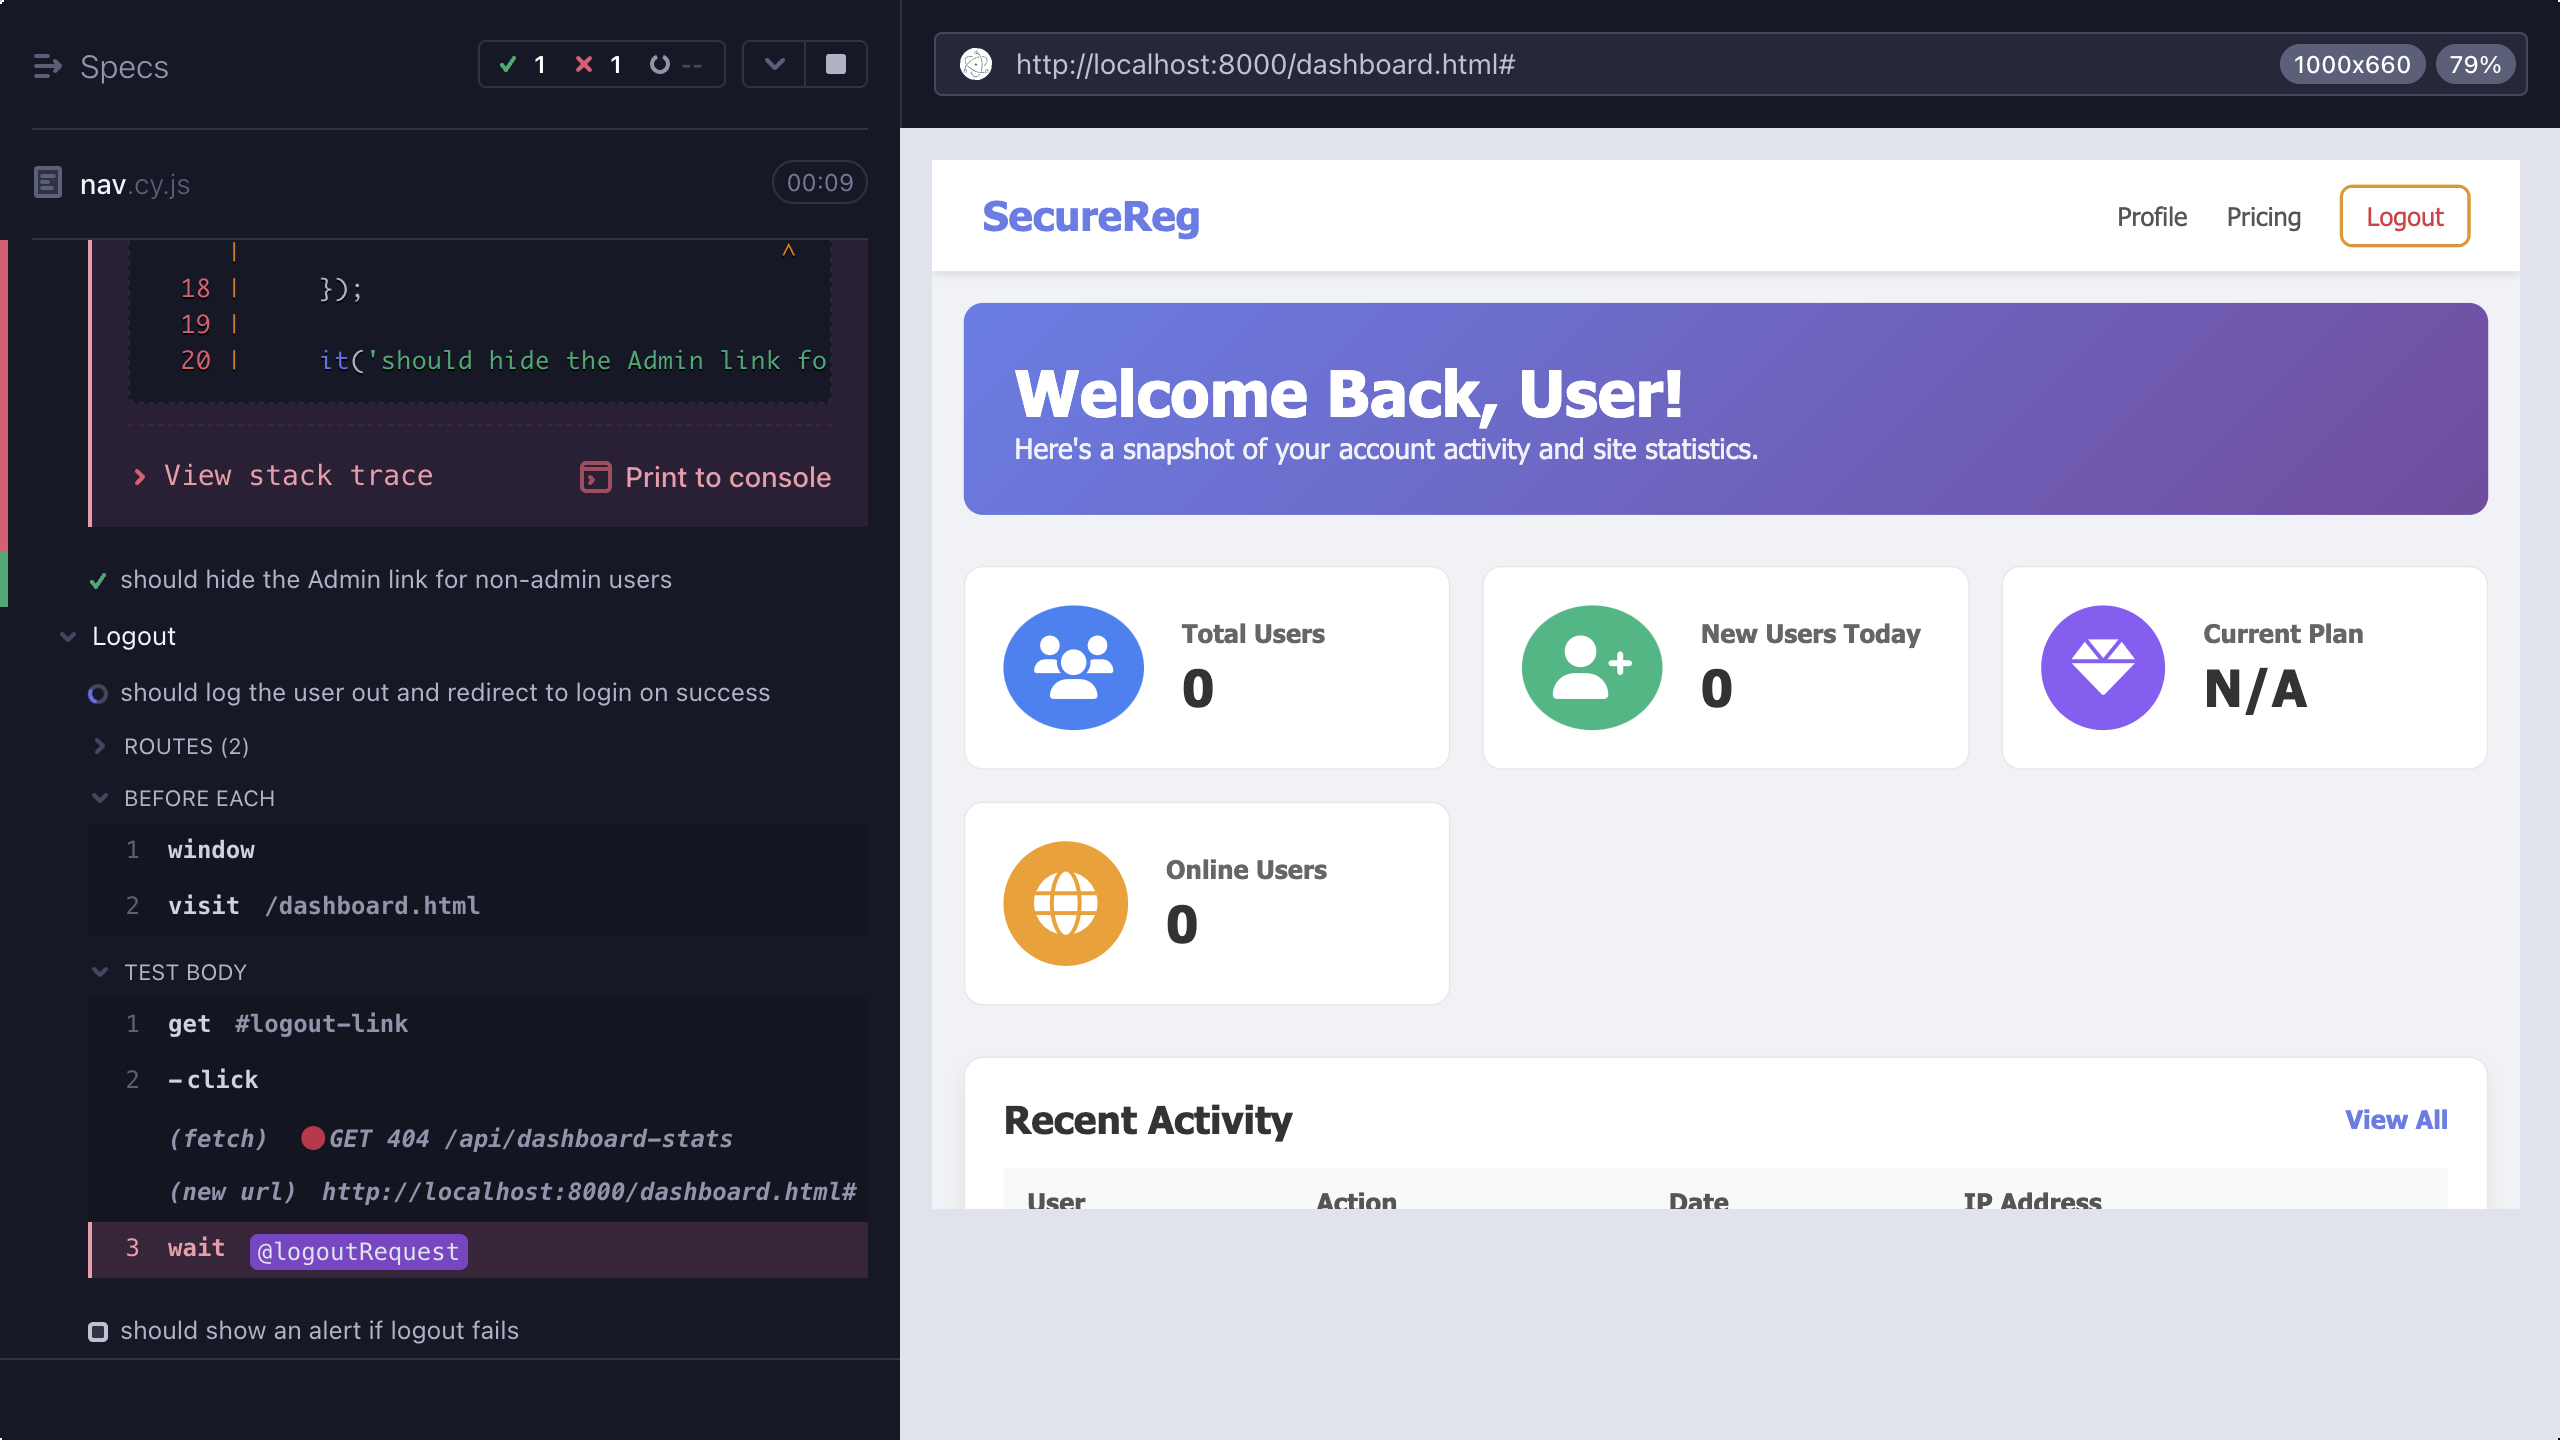 Specs
1 1 --
nav.cy.js 00:09
| ^
18 | });
19 |
20 | it('should hide the Admin link fo
View stack trace
Print to console
should hide the Admin link for non-admin users
Logout
should log the user out and redirect to login on success
ROUTES (2)
BEFORE EACH
1 window
2 visit /dashboard.html
TEST BODY
1 get #logout-link
2 -click
(fetch) GET 404 /api/dashboard-stats
(new url) http://localhost:8000/dashboard.html#
3 wait @logoutRequest
should show an alert if logout fails
http://localhost:8000/dashboard.html#
1000x660 79%
SecureReg
Profile Pricing Logout
Welcome Back, User!
Here's a snapshot of your account activity and site statistics.
Total Users
0
New Users Today
0
Current Plan
N/A
Online Users
0
Recent Activity
View All
User Action Date IP Address